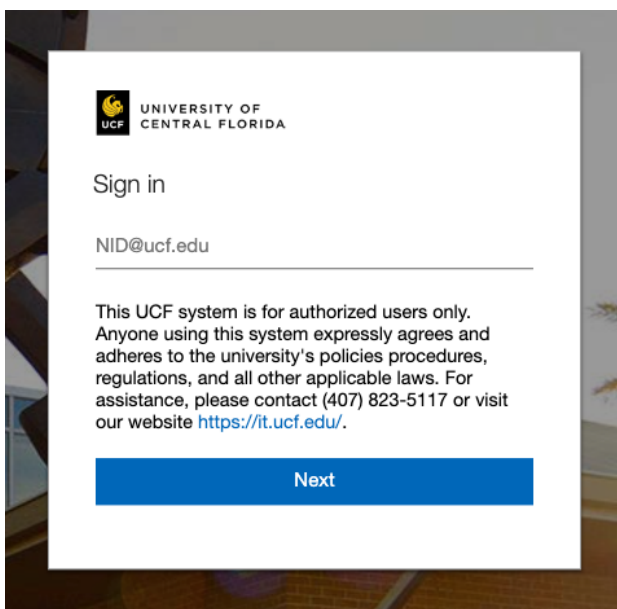 UCF
UNIVERSITY OF
CENTRAL FLORIDA
Sign in
NID@ucf.edu
This UCF system is for authorized users only.
Anyone using this system expressly agrees and
adheres to the university's policies procedures,
regulations, and all other applicable laws. For
assistance, please contact (407) 823-5117 or visit
our website https://it.ucf.edu/.
Next